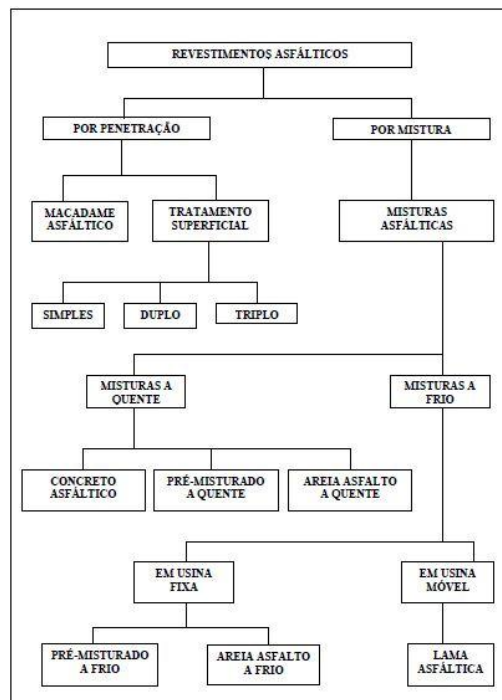 REVESTIMENTOS ASFÁLTICOS
POR PENETRAÇÃO
POR MISTURA
MACADAME
ASFÁLTICO
TRATAMENTO
SUPERFICIAL
MISTURAS
ASFÁLTICAS
SIMPLES
DUPLO
TRIPLO
MISTURAS A
QUENTE
MISTURAS A
FRIO
CONCRETO
ASFÁLTICO
PRÉ-MISTURADO
A QUENTE
AREIA ASFALTO
A QUENTE
EM USINA
FIXA
EM USINA
MÓVEL
PRÉ-MISTURADO
A FRIO
AREIA ASFALTO
A FRIO
LAMA
ASFÁLTICA